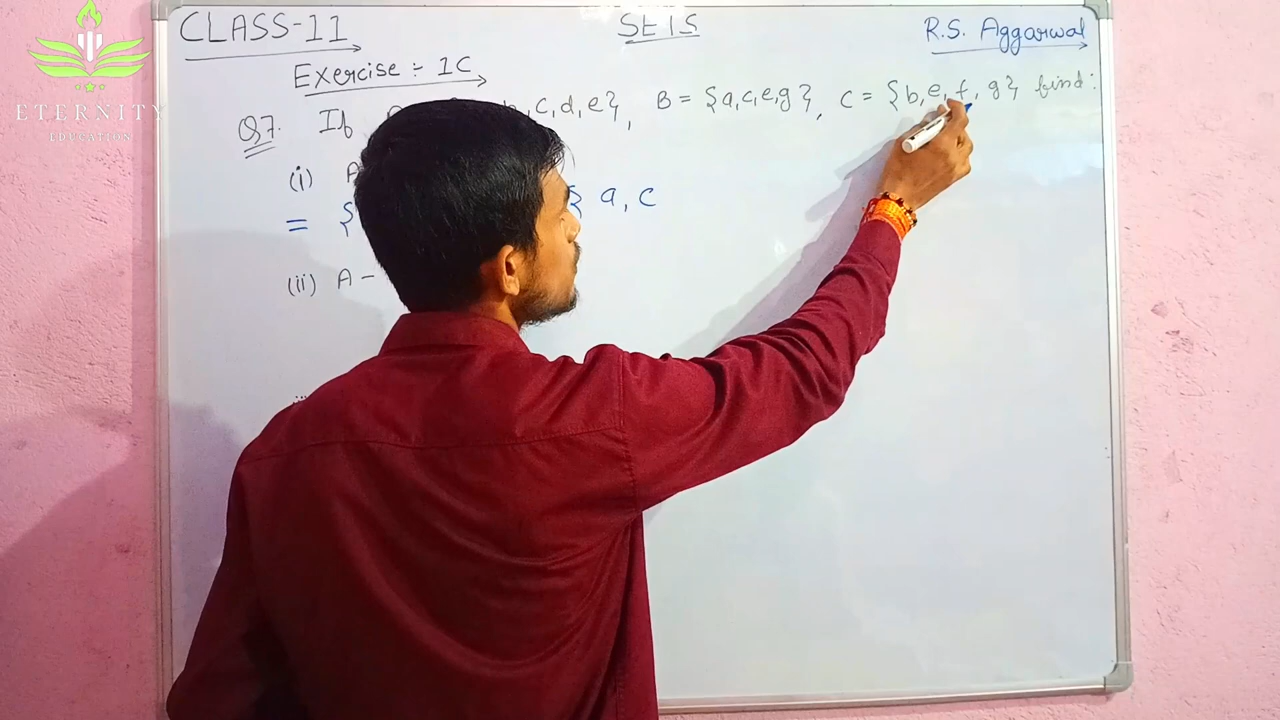 CLASS-11 SETS R.S. Aggarwal
ETERNITY
EDUCATION
Exercise ÷ 1C
Q7. If c, d, e}, B = {a,c,e,g}, C = {b,e,f,g} find:
(i) A
= { { a, c
(ii) A -